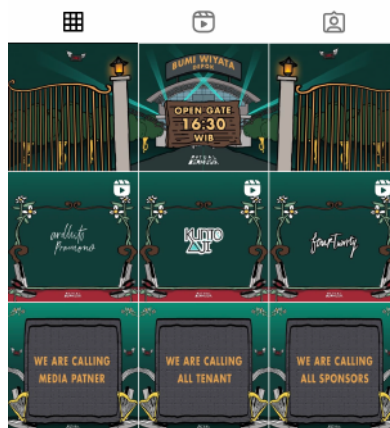 BUMI WIYATA
DEPOK
OPEN GATE
16:30
WIB
ardhito
Pramono
KUNTO
AJI
fourtwnty
WE ARE CALLING
MEDIA PATNER
WE ARE CALLING
ALL TENANT
WE ARE CALLING
ALL SPONSORS